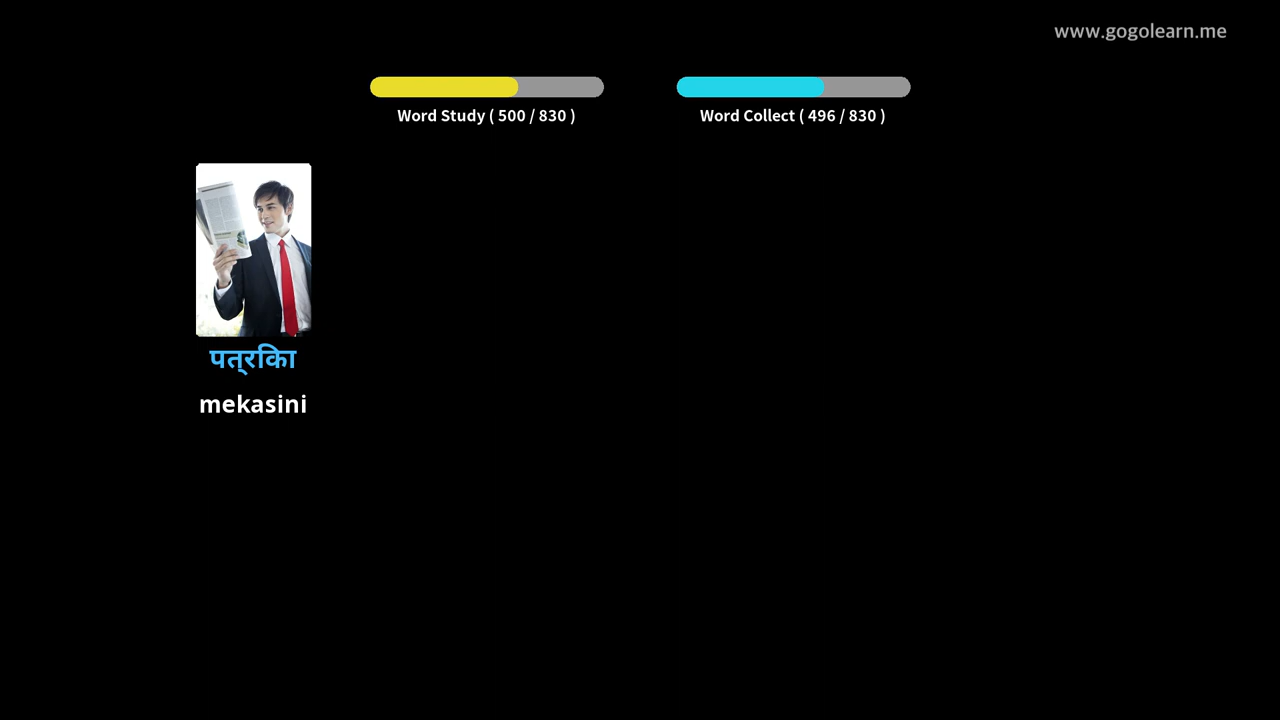 www.gogolearn.me
Word Study ( 500 / 830 )
Word Collect ( 496 / 830 )
पत्रिका
mekasini